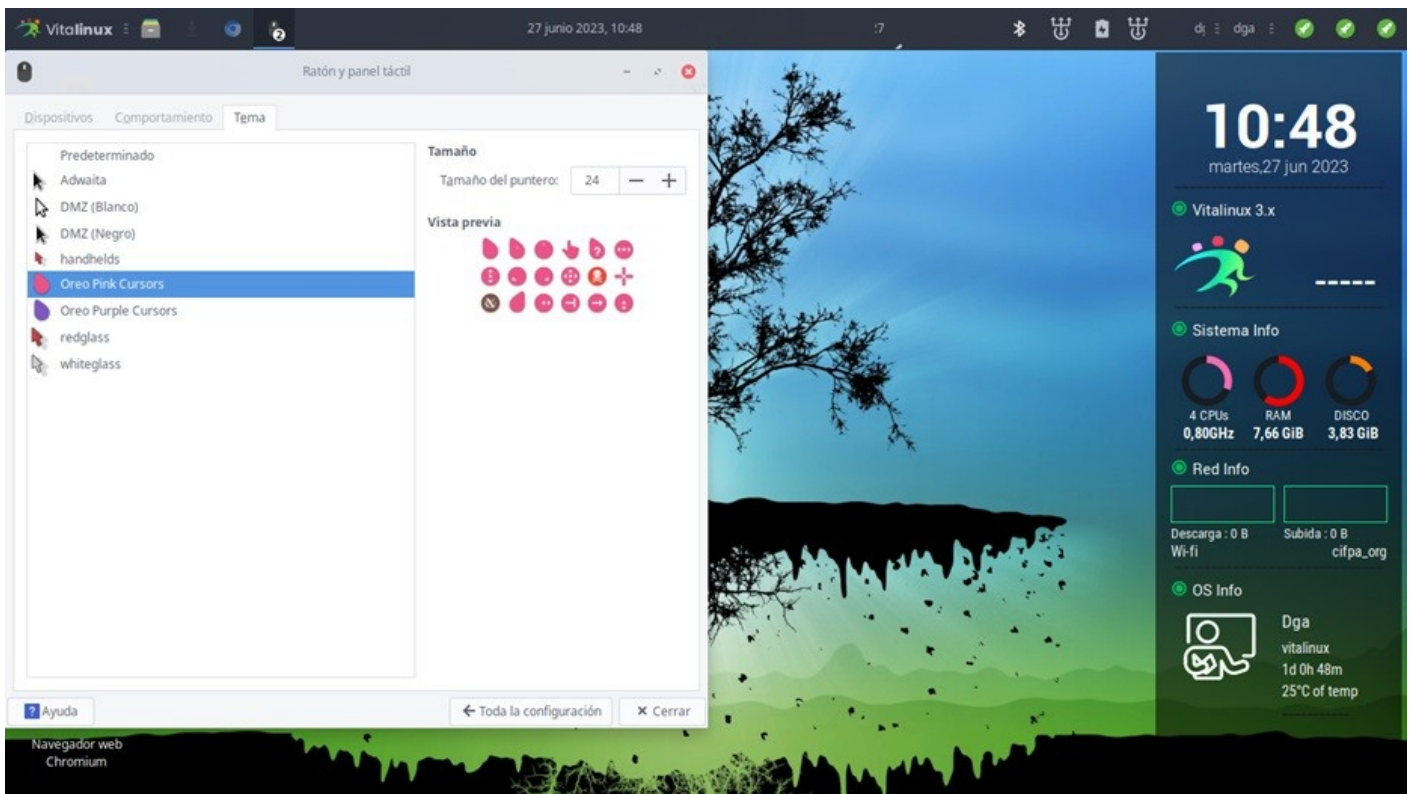 Vitalinux
2
27 junio 2023, 10:48
:7
dga
Ratón y panel táctil
Dispositivos Comportamiento Tema
Predeterminado
Adwaita
DMZ (Blanco)
DMZ (Negro)
handhelds
Oreo Pink Cursors
Oreo Purple Cursors
redglass
whiteglass
Tamaño
Tamaño del puntero: 24
Vista previa
Ayuda
Toda la configuración
Cerrar
Navegador web
Chromium
10:48
martes,27 jun 2023
Vitalinux 3.x
-----
Sistema Info
4 CPUs RAM DISCO
0,80GHz 7,66 GiB 3,83 GiB
Red Info
Descarga : 0 B Subida : 0 B
Wi-fi cifpa_org
OS Info
Dga
vitalinux
1d 0h 48m
25°C of temp